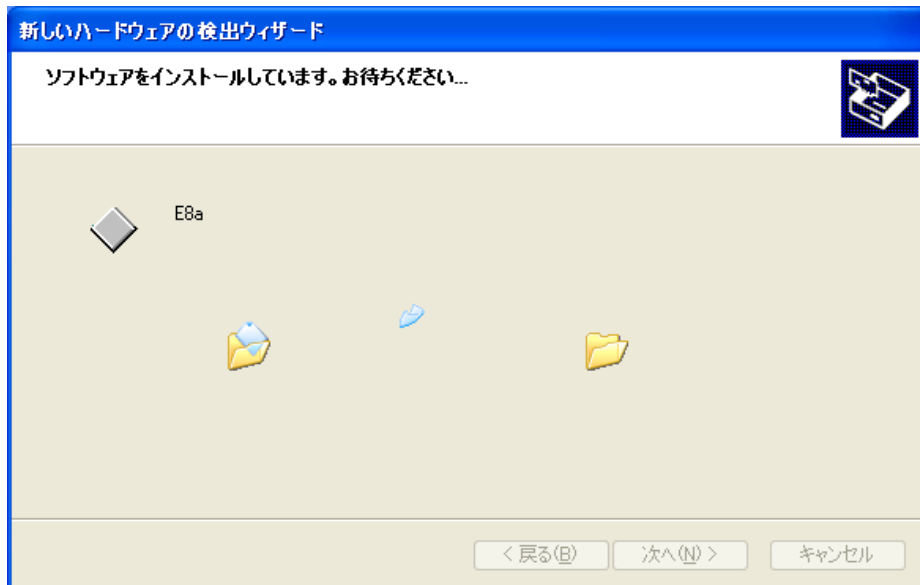 新しいハードウェアの検出ウィザード
ソフトウェアをインストールしています。お待ちください...
E8a
< 戻る(B)
次へ(N) >
キャンセル